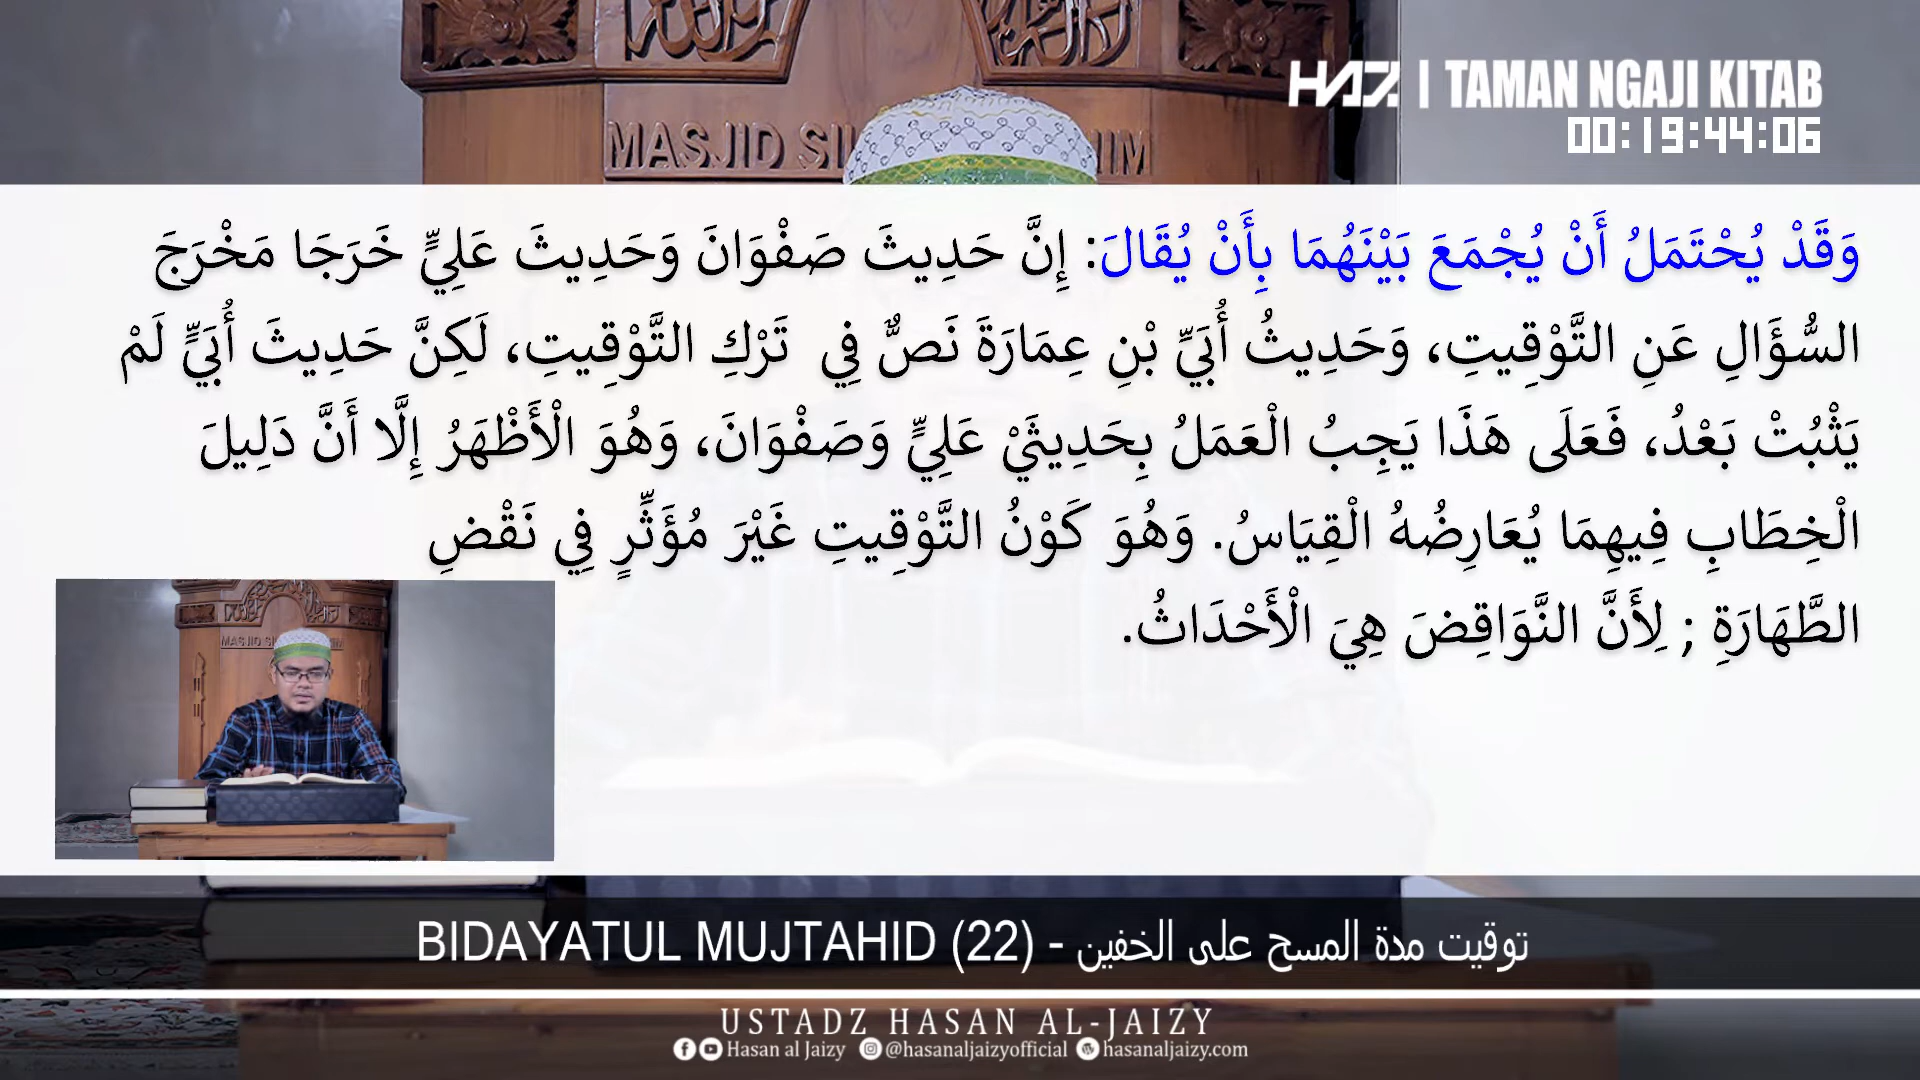 HAJ. | TAMAN NGAJI KITAB
00:19:44:06
MASJID
وَقَدْ يُحْتَمَلُ أَنْ يُجْمَعَ بَيْنَهُمَا بِأَنْ يُقَالَ: إِنَّ حَدِيثَ صَفْوَانَ وَحَدِيثَ عَلِيٍّ خَرَجَا مَخْرَجَ
السُّؤَالِ عَنِ التَّوْقِيتِ، وَحَدِيثُ أُبَيِّ بْنِ عِمَارَةَ نَصٌّ فِي تَرْكِ التَّوْقِيتِ، لَكِنَّ حَدِيثَ أُبَيٍّ لَمْ
يَثْبُتْ بَعْدُ، فَعَلَى هَذَا يَجِبُ الْعَمَلُ بِحَدِيثَيْ عَلِيٍّ وَصَفْوَانَ، وَهُوَ الْأَظْهَرُ إِلَّا أَنَّ دَلِيلَ
الْخِطَابِ فِيهِمَا يُعَارِضُهُ الْقِيَاسُ. وَهُوَ كَوْنُ التَّوْقِيتِ غَيْرَ مُؤَثِّرٍ فِي نَقْضِ
الطَّهَارَةِ ; لِأَنَّ النَّوَاقِضَ هِيَ الْأَحْدَاثُ.
MASJID
BIDAYATUL MUJTAHID (22) - توقيت مدة المسح على الخفين
USTADZ HASAN AL-JAIZY
Hasan al Jaizy @hasanaljaizyofficial hasanaljaizy.com